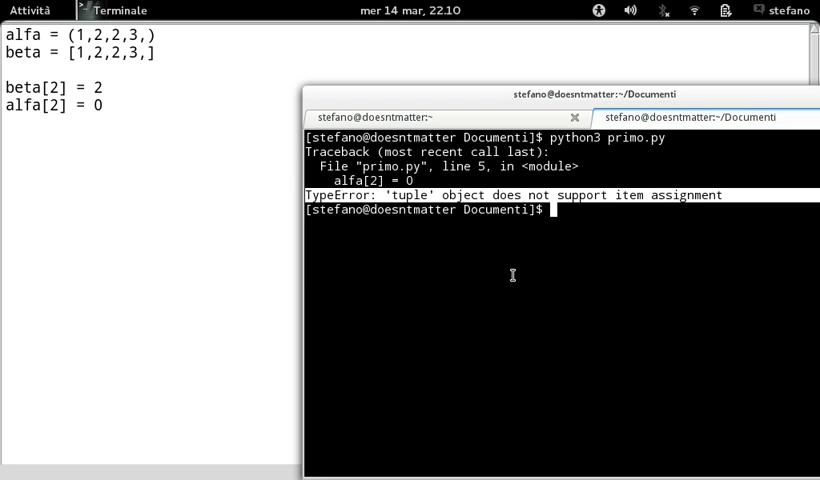 Attività Terminale mer 14 mar, 22.10 stefano
alfa = (1,2,2,3,)
beta = [1,2,2,3,]
beta[2] = 2
alfa[2] = 0
stefano@doesntmatter:~/Documenti
stefano@doesntmatter:~ stefano@doesntmatter:~/Documenti
[stefano@doesntmatter Documenti]$ python3 primo.py
Traceback (most recent call last):
  File "primo.py", line 5, in <module>
    alfa[2] = 0
TypeError: 'tuple' object does not support item assignment
[stefano@doesntmatter Documenti]$